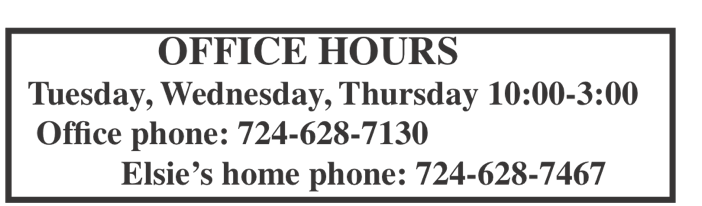 OFFICE HOURS
Tuesday, Wednesday, Thursday 10:00-3:00
Office phone: 724-628-7130
Elsie’s home phone: 724-628-7467